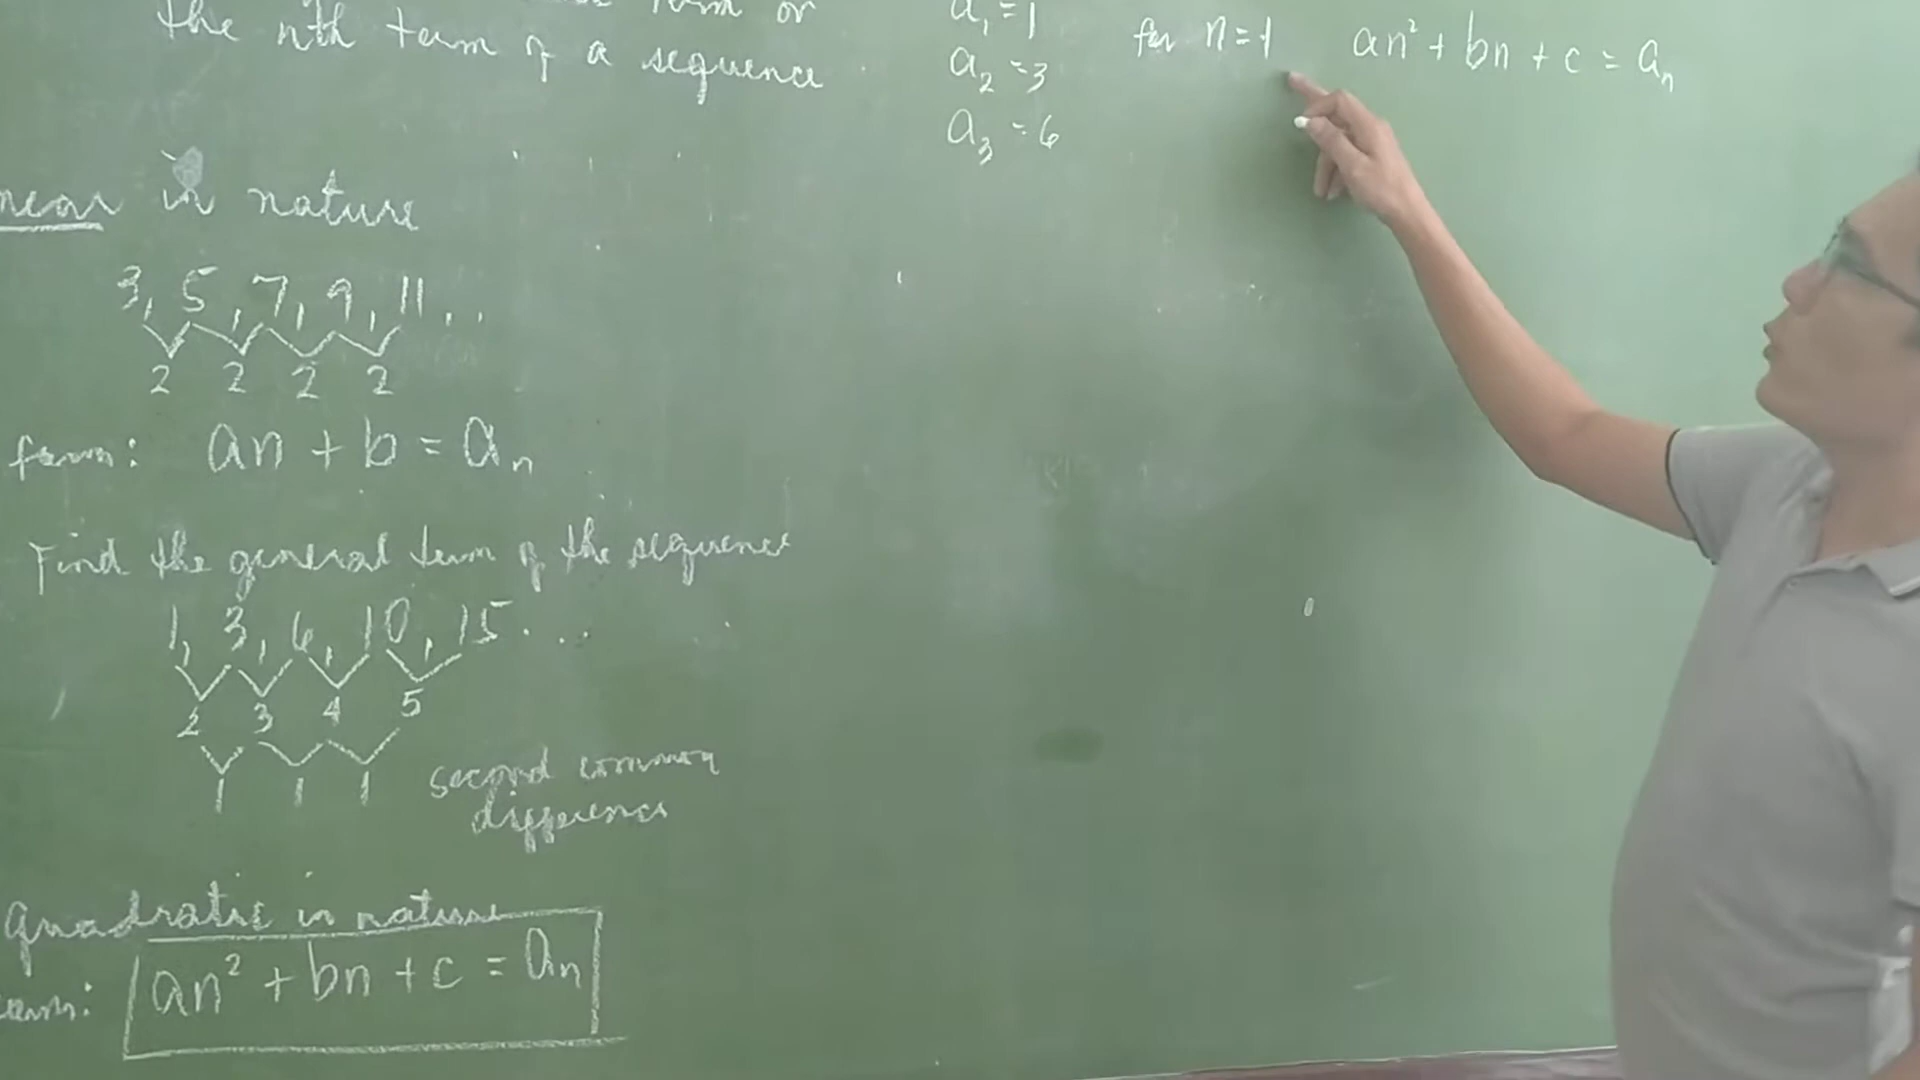 the nth term of a sequence
near in nature
3, 5, 7, 9, 11 . .
2 2 2 2
form: an + b = aₙ
Find the general term of the sequence
1, 3, 6, 10, 15 . . .
2 3 4 5
1 1 1
second common
difference
quadratic in nature
an² + bn + c = aₙ
a₁ = 1
a₂ = 3
a₃ = 6
for n = 1 an² + bn + c = aₙ